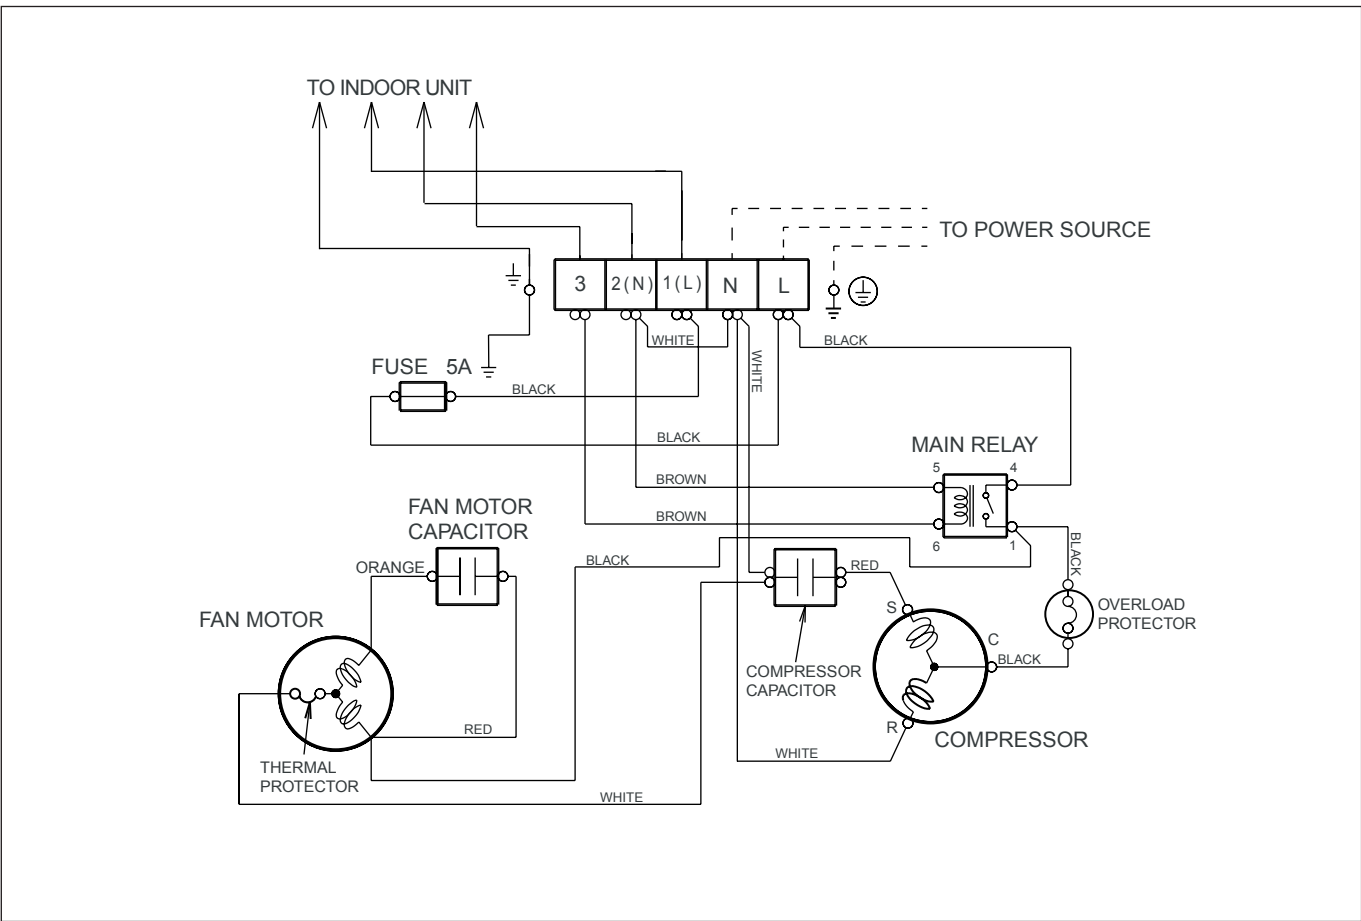 TO INDOOR UNIT
TO POWER SOURCE
3
2(N)
1(L)
N
L
WHITE
WHITE
BLACK
FUSE 5A
BLACK
BLACK
MAIN RELAY
5
4
BROWN
BROWN
6
1
FAN MOTOR
CAPACITOR
BLACK
BLACK
ORANGE
RED
S
OVERLOAD
PROTECTOR
FAN MOTOR
C
BLACK
COMPRESSOR
CAPACITOR
R
RED
COMPRESSOR
WHITE
THERMAL
PROTECTOR
WHITE